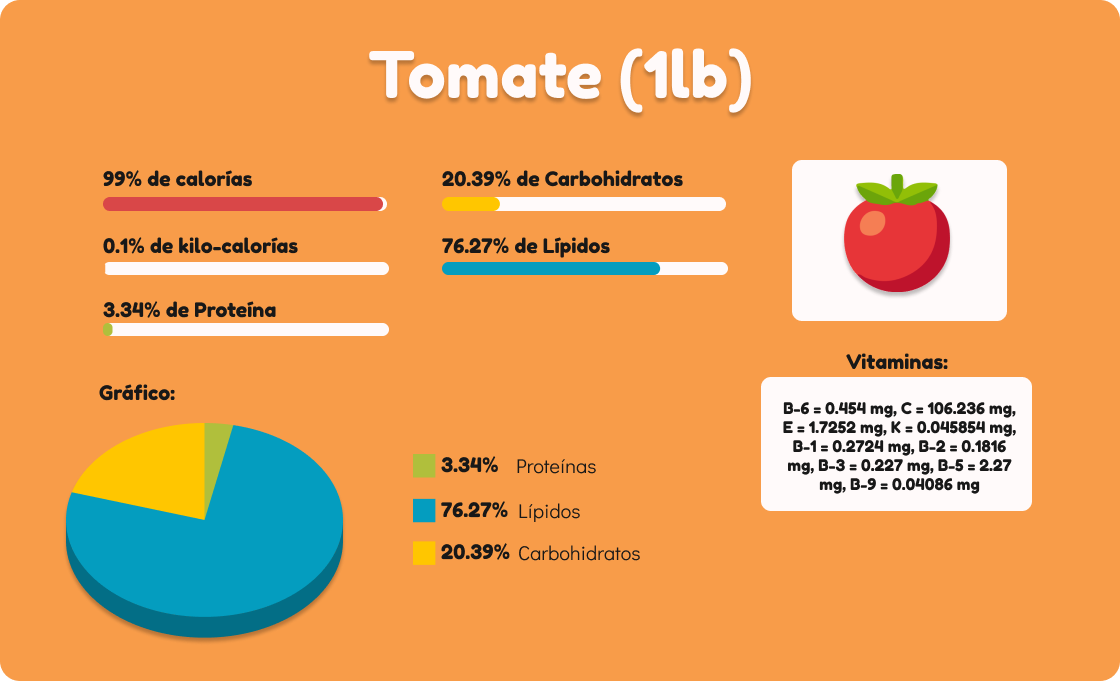 Tomate (1lb)
99% de calorías
20.39% de Carbohidratos
0.1% de kilo-calorías
76.27% de Lípidos
3.34% de Proteína
Vitaminas:
B-6 = 0.454 mg, C = 106.236 mg,
E = 1.7252 mg, K = 0.045854 mg,
B-1 = 0.2724 mg, B-2 = 0.1816
mg, B-3 = 0.227 mg, B-5 = 2.27
mg, B-9 = 0.04086 mg
Gráfico:
3.34% Proteínas
76.27% Lípidos
20.39% Carbohidratos